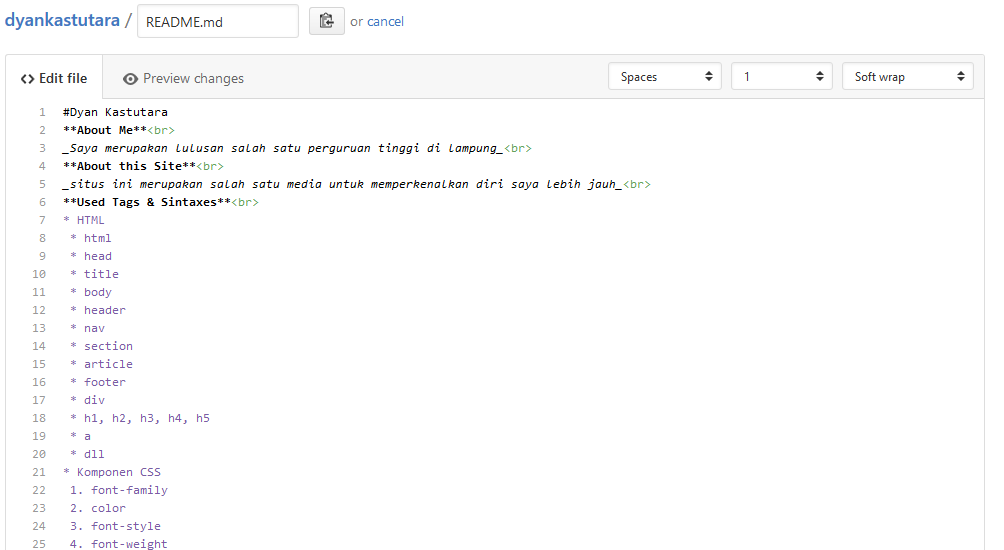 dyankastutara / README.md or cancel
Edit file Preview changes Spaces 1 Soft wrap
1 #Dyan Kastutara
2 **About Me**<br>
3 _Saya merupakan lulusan salah satu perguruan tinggi di lampung_<br>
4 **About this Site**<br>
5 _situs ini merupakan salah satu media untuk memperkenalkan diri saya lebih jauh_<br>
6 **Used Tags & Sintaxes**<br>
7 * HTML
8  * html
9  * head
10  * title
11  * body
12  * header
13  * nav
14  * section
15  * article
16  * footer
17  * div
18  * h1, h2, h3, h4, h5
19  * a
20  * dll
21 * Komponen CSS
22  1. font-family
23  2. color
24  3. font-style
25  4. font-weight